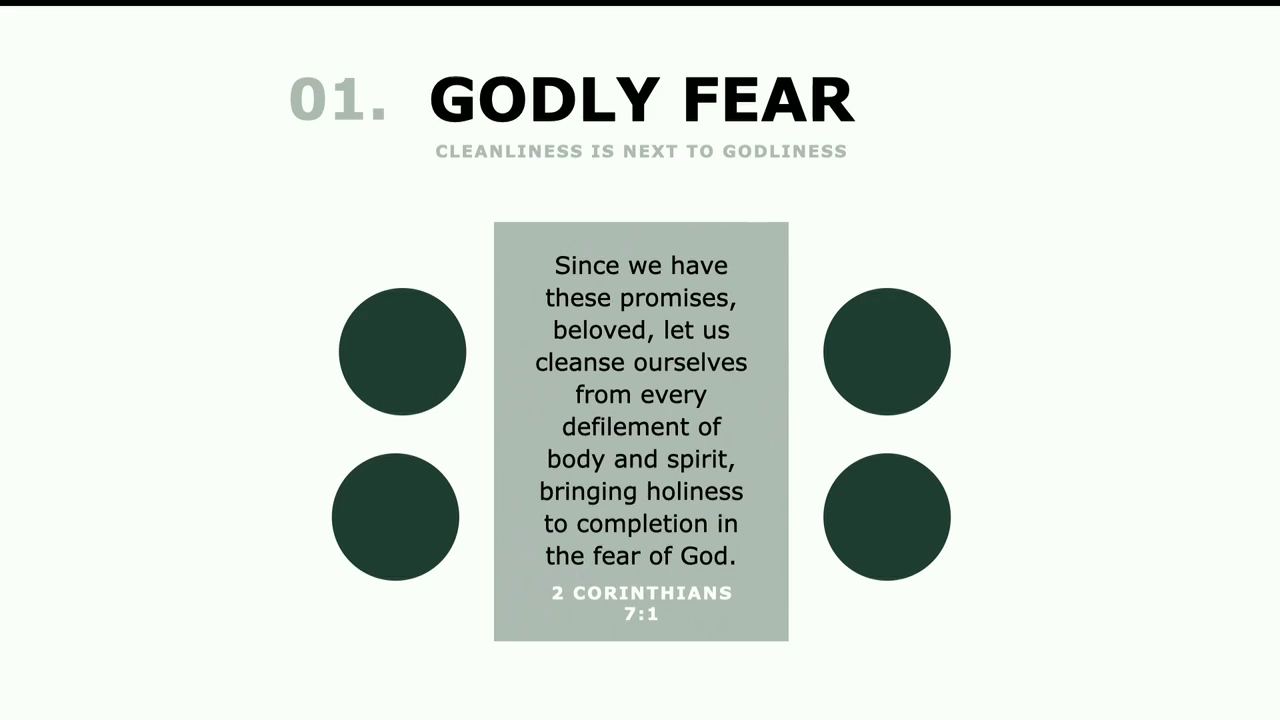 01. GODLY FEAR
CLEANLINESS IS NEXT TO GODLINESS
Since we have
these promises,
beloved, let us
cleanse ourselves
from every
defilement of
body and spirit,
bringing holiness
to completion in
the fear of God.
2 CORINTHIANS
7:1